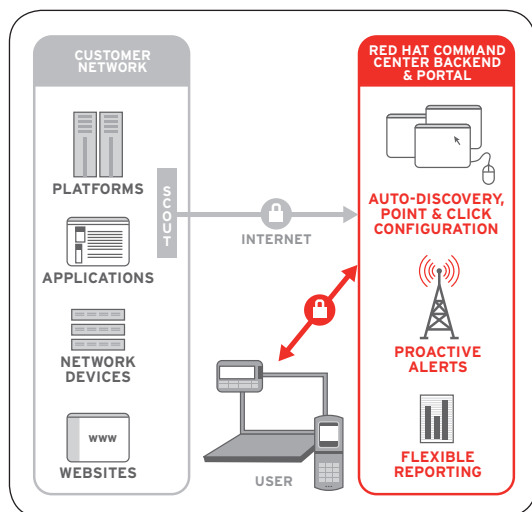 CUSTOMER
NETWORK
PLATFORMS
APPLICATIONS
NETWORK
DEVICES
www
WEBSITES
SCOUT
INTERNET
USER
RED HAT COMMAND
CENTER BACKEND
& PORTAL
AUTO-DISCOVERY,
POINT & CLICK
CONFIGURATION
PROACTIVE
ALERTS
FLEXIBLE
REPORTING